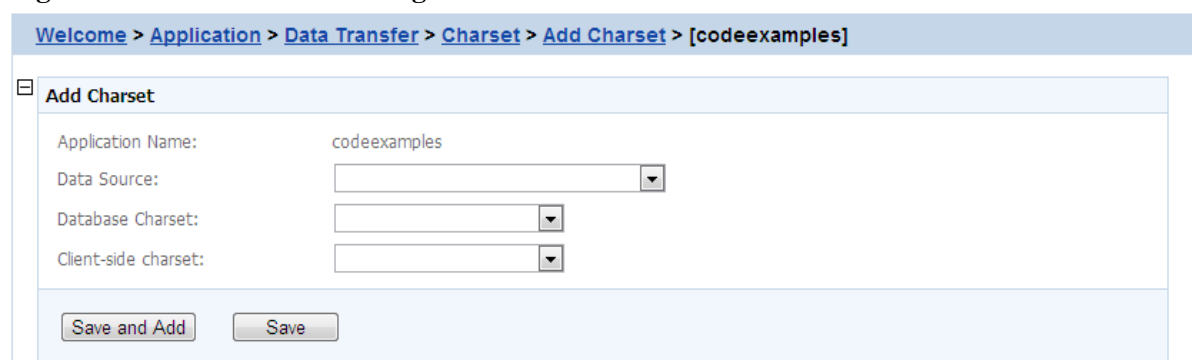 Welcome > Application > Data Transfer > Charset > Add Charset > [codeexamples]
Add Charset
Application Name: codeexamples
Data Source:
Database Charset:
Client-side charset:
Save and Add Save